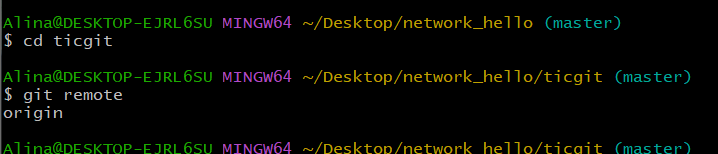 Alina@DESKTOP-EJRL6SU MINGW64 ~/Desktop/network_hello (master)
$ cd ticgit
Alina@DESKTOP-EJRL6SU MINGW64 ~/Desktop/network_hello/ticgit (master)
$ git remote
origin
Alina@DESKTOP-EJRL6SU MINGW64 ~/Desktop/network_hello/ticgit (master)